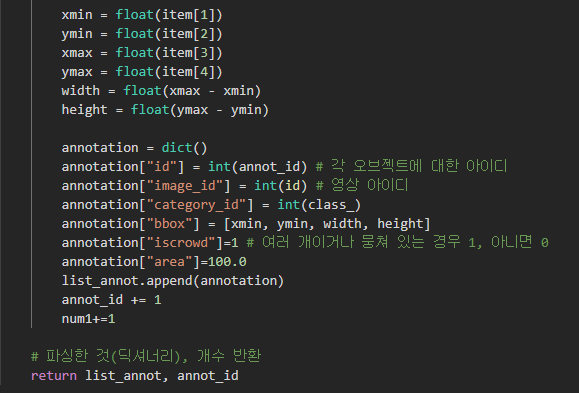 xmin = float(item[1])
ymin = float(item[2])
xmax = float(item[3])
ymax = float(item[4])
width = float(xmax - xmin)
height = float(ymax - ymin)
annotation = dict()
annotation["id"] = int(annot_id) # 각 오브젝트에 대한 아이디
annotation["image_id"] = int(id) # 영상 아이디
annotation["category_id"] = int(class_)
annotation["bbox"] = [xmin, ymin, width, height]
annotation["iscrowd"]=1 # 여러 개이거나 뭉쳐 있는 경우 1, 아니면 0
annotation["area"]=100.0
list_annot.append(annotation)
annot_id += 1
num1+=1
# 파싱한 것(딕셔너리), 개수 반환
return list_annot, annot_id